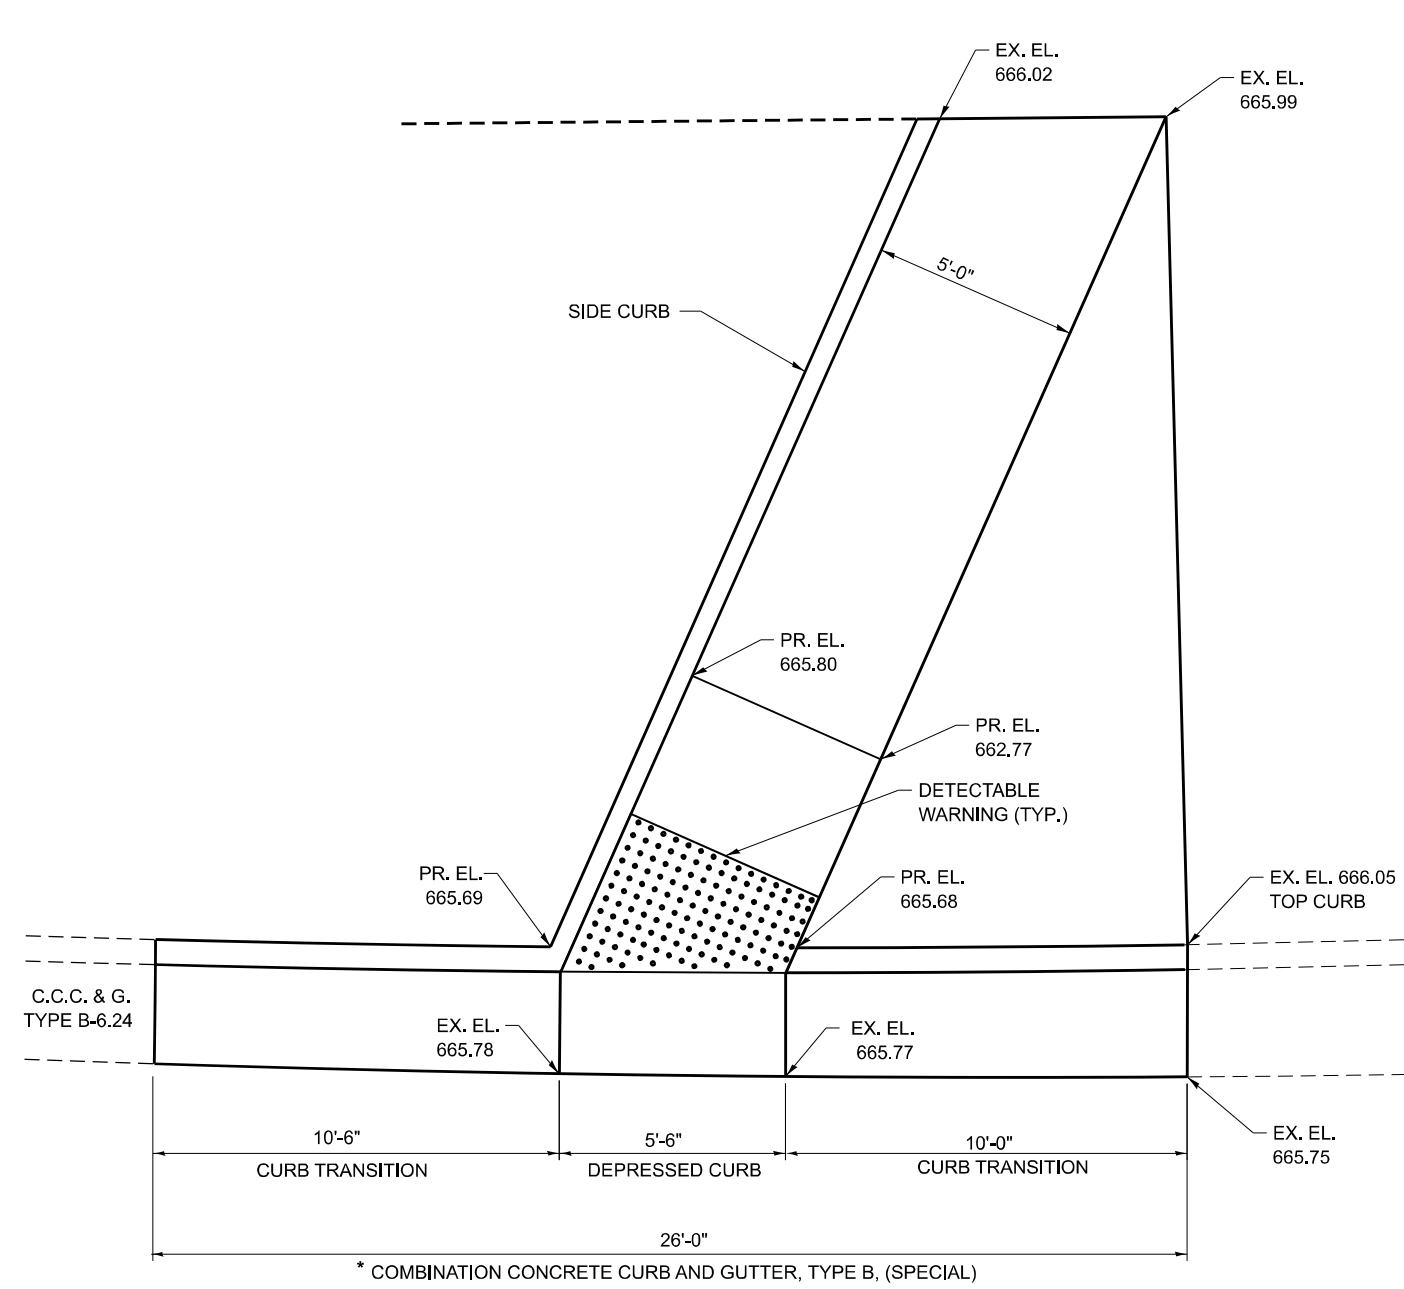 EX. EL.
666.02
EX. EL.
665.99
5'-0"
SIDE CURB
PR. EL.
665.80
PR. EL.
662.77
DETECTABLE
WARNING (TYP.)
PR. EL.
665.69
PR. EL.
665.68
EX. EL. 666.05
TOP CURB
C.C.C. & G.
TYPE B-6.24
EX. EL.
665.78
EX. EL.
665.77
EX. EL.
665.75
10'-6"
CURB TRANSITION
5'-6"
DEPRESSED CURB
10'-0"
CURB TRANSITION
26'-0"
* COMBINATION CONCRETE CURB AND GUTTER, TYPE B, (SPECIAL)